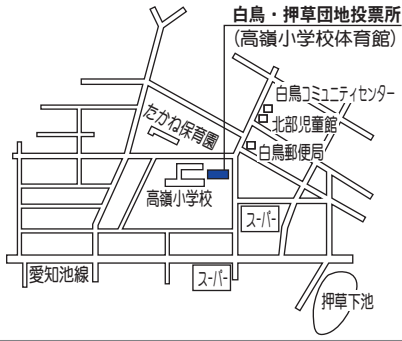 白鳥・押草団地投票所
(高嶺小学校体育館)
白鳥コミュニティセンター
たかね保育園
北部児童館
白鳥郵便局
高嶺小学校
スーパー
愛知池線
スーパー
押草下池